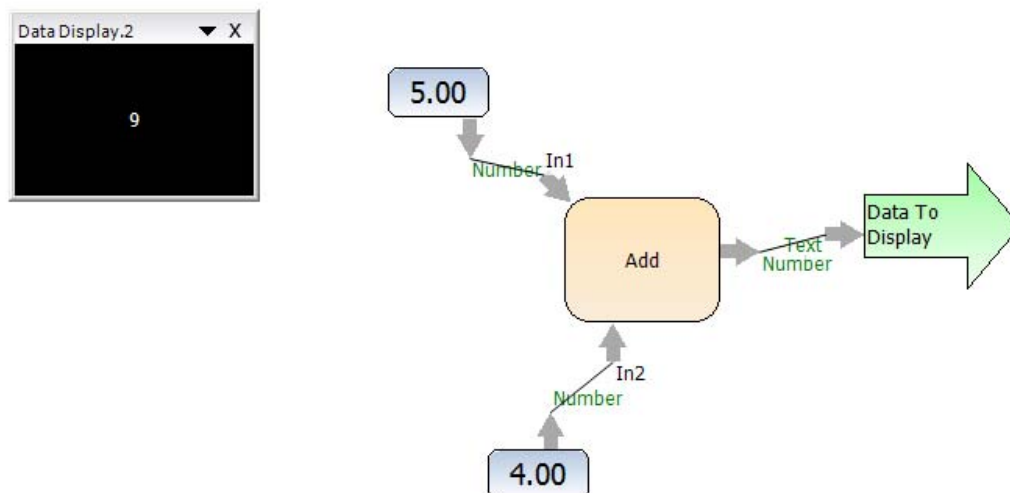 Data Display.2
X
9
5.00
Number
In1
Add
Text
Number
Data To
Display
In2
Number
4.00